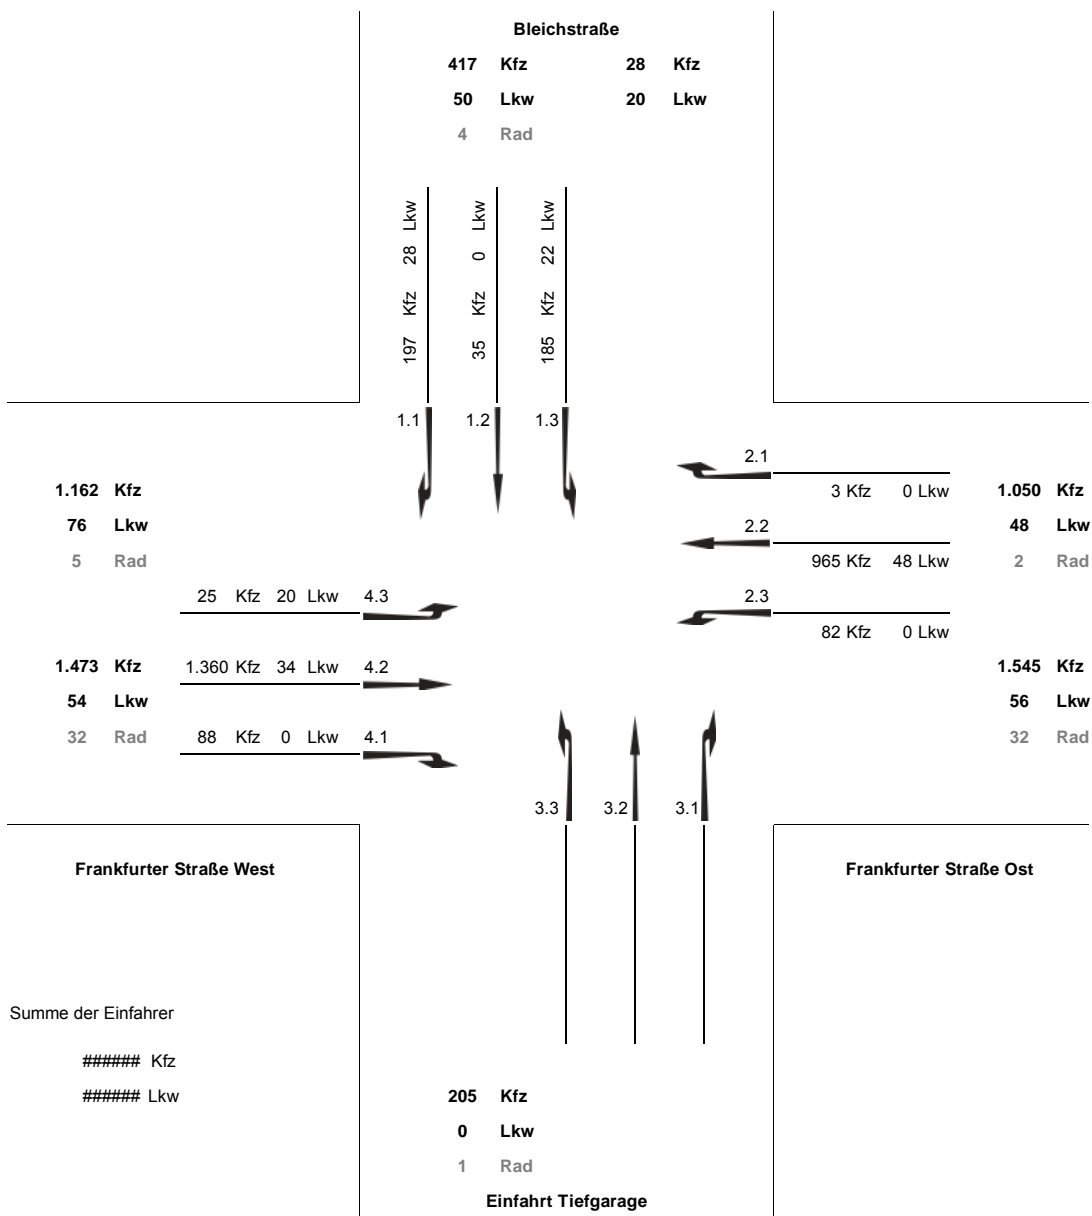 Bleichstraße
417 Kfz 28 Kfz
50 Lkw 20 Lkw
4 Rad
197 Kfz 28 Lkw
35 Kfz 0 Lkw
185 Kfz 22 Lkw
1.1 1.2 1.3
2.1
3 Kfz 0 Lkw
1.162 Kfz
76 Lkw
5 Rad
1.050 Kfz
48 Lkw
2 Rad
2.2
965 Kfz 48 Lkw
25 Kfz 20 Lkw 4.3
2.3
82 Kfz 0 Lkw
1.473 Kfz
54 Lkw
32 Rad
1.360 Kfz 34 Lkw 4.2
88 Kfz 0 Lkw 4.1
1.545 Kfz
56 Lkw
32 Rad
3.3 3.2 3.1
Frankfurter Straße West
Frankfurter Straße Ost
Summe der Einfahrer
###### Kfz
###### Lkw
205 Kfz
0 Lkw
1 Rad
Einfahrt Tiefgarage